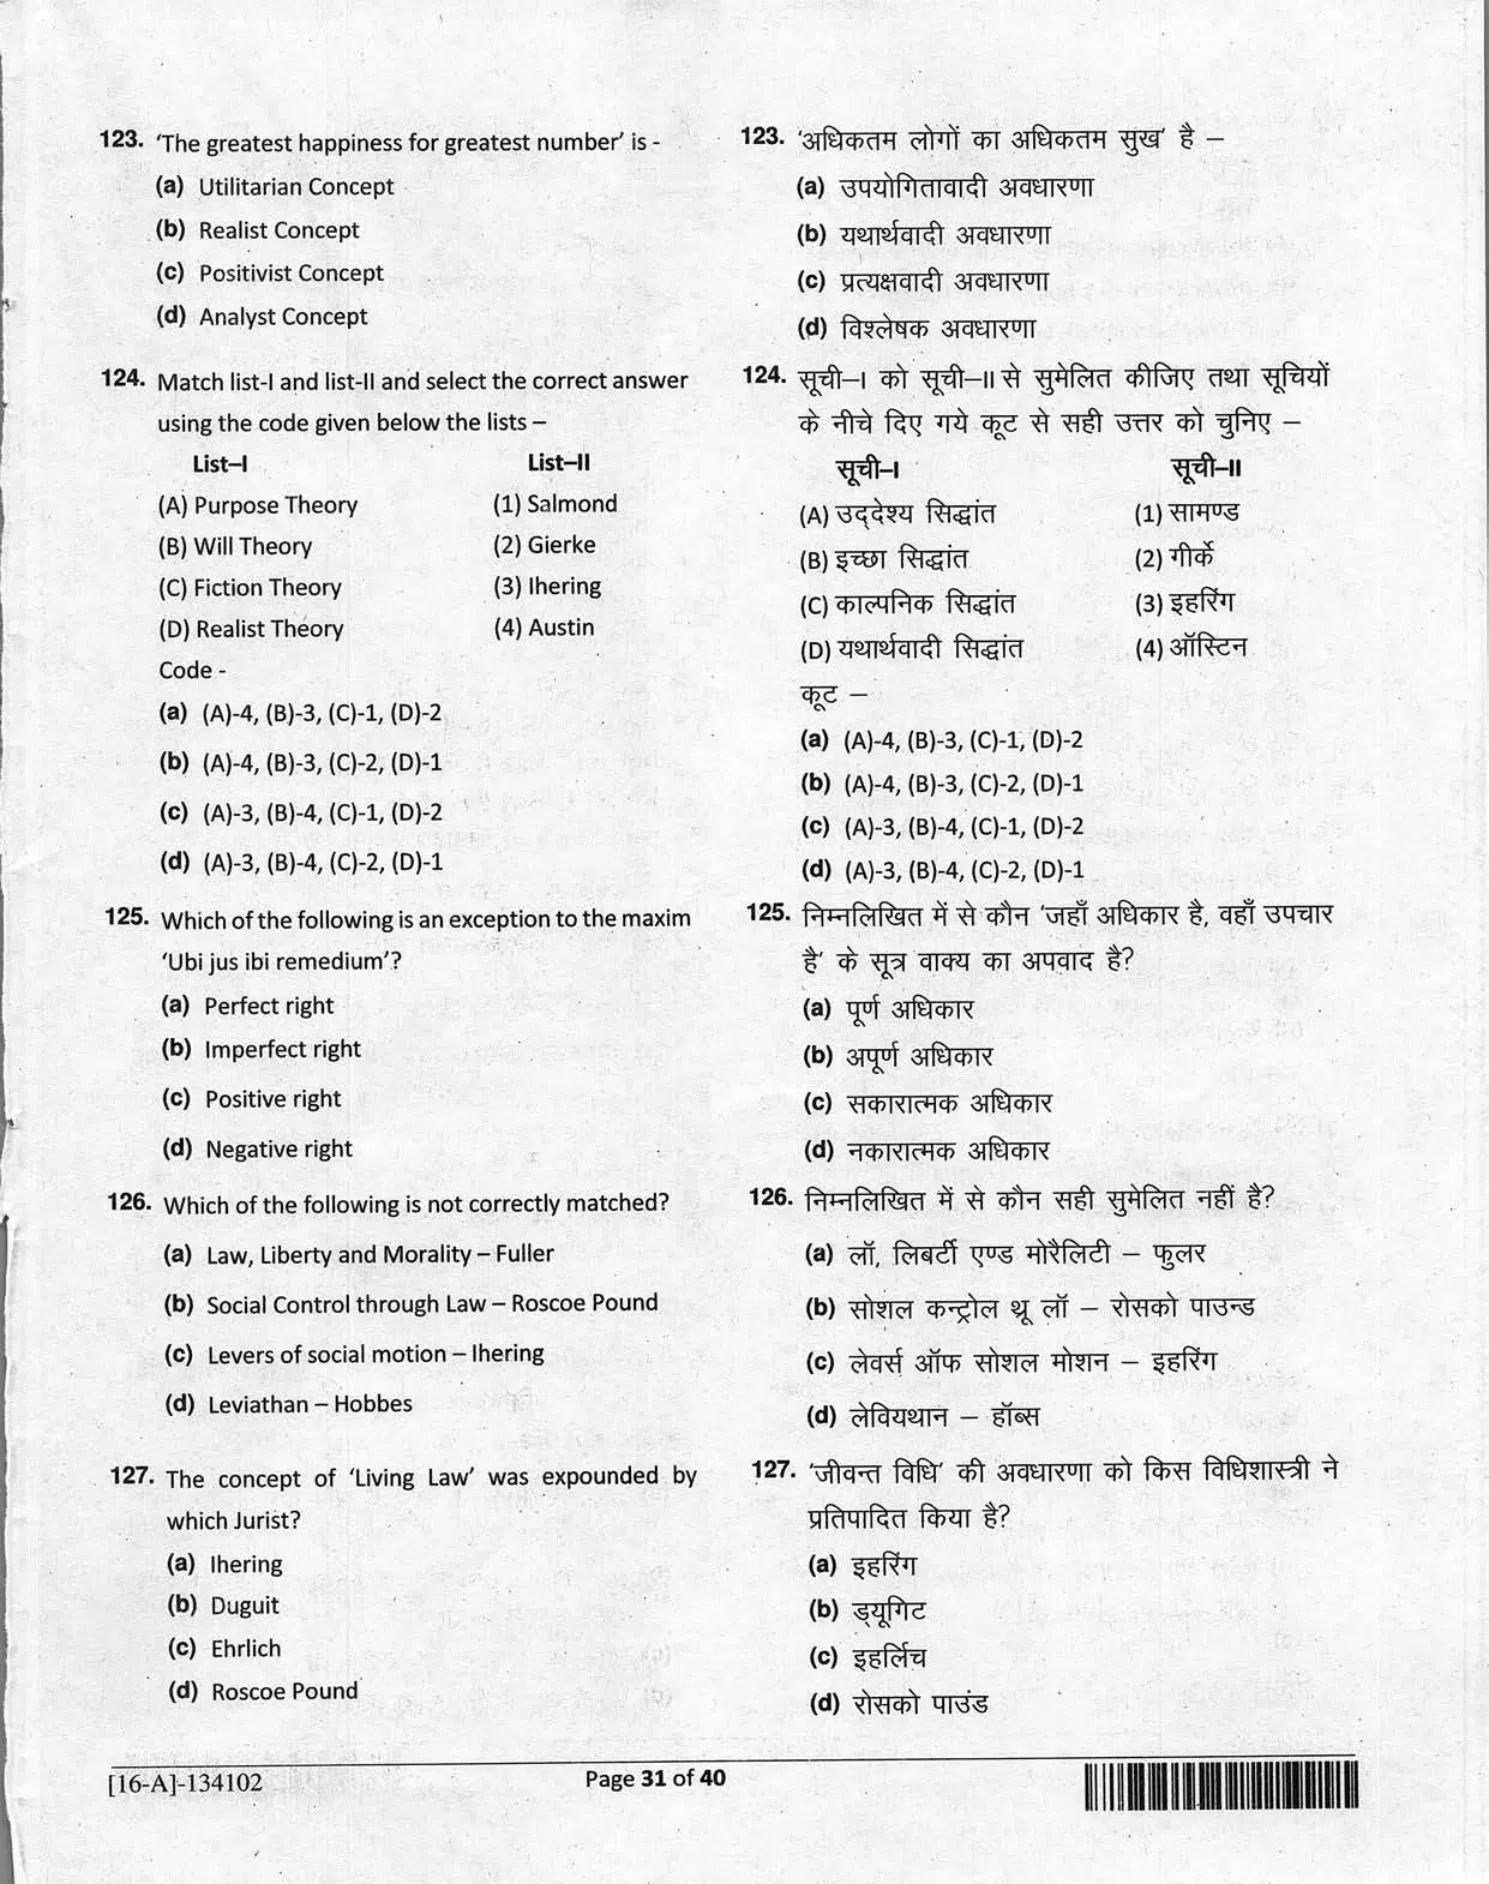 123. 'The greatest happiness for greatest number' is -
(a) Utilitarian Concept
(b) Realist Concept
(c) Positivist Concept
(d) Analyst Concept
124. Match list-I and list-II and select the correct answer
using the code given below the lists –
List–I List–II
(A) Purpose Theory (1) Salmond
(B) Will Theory (2) Gierke
(C) Fiction Theory (3) Ihering
(D) Realist Theory (4) Austin
Code -
(a) (A)-4, (B)-3, (C)-1, (D)-2
(b) (A)-4, (B)-3, (C)-2, (D)-1
(c) (A)-3, (B)-4, (C)-1, (D)-2
(d) (A)-3, (B)-4, (C)-2, (D)-1
125. Which of the following is an exception to the maxim
'Ubi jus ibi remedium'?
(a) Perfect right
(b) Imperfect right
(c) Positive right
(d) Negative right
126. Which of the following is not correctly matched?
(a) Law, Liberty and Morality – Fuller
(b) Social Control through Law – Roscoe Pound
(c) Levers of social motion – Ihering
(d) Leviathan – Hobbes
127. The concept of 'Living Law' was expounded by
which Jurist?
(a) Ihering
(b) Duguit
(c) Ehrlich
(d) Roscoe Pound
123. 'अधिकतम लोगों का अधिकतम सुख' है –
(a) उपयोगितावादी अवधारणा
(b) यथार्थवादी अवधारणा
(c) प्रत्यक्षवादी अवधारणा
(d) विश्लेषक अवधारणा
124. सूची–I को सूची–II से सुमेलित कीजिए तथा सूचियों
के नीचे दिए गये कूट से सही उत्तर को चुनिए –
सूची–I सूची–II
(A) उद्देश्य सिद्धांत (1) सामण्ड
(B) इच्छा सिद्धांत (2) गीर्के
(C) काल्पनिक सिद्धांत (3) इहरिंग
(D) यथार्थवादी सिद्धांत (4) ऑस्टिन
कूट –
(a) (A)-4, (B)-3, (C)-1, (D)-2
(b) (A)-4, (B)-3, (C)-2, (D)-1
(c) (A)-3, (B)-4, (C)-1, (D)-2
(d) (A)-3, (B)-4, (C)-2, (D)-1
125. निम्नलिखित में से कौन 'जहाँ अधिकार है, वहाँ उपचार
है' के सूत्र वाक्य का अपवाद है?
(a) पूर्ण अधिकार
(b) अपूर्ण अधिकार
(c) सकारात्मक अधिकार
(d) नकारात्मक अधिकार
126. निम्नलिखित में से कौन सही सुमेलित नहीं है?
(a) लॉ, लिबर्टी एण्ड मोरैलिटी – फुलर
(b) सोशल कन्ट्रोल थ्रू लॉ – रोसको पाउन्ड
(c) लेवर्स ऑफ सोशल मोशन – इहरिंग
(d) लेवियथान – हॉब्स
127. 'जीवन्त विधि' की अवधारणा को किस विधिशास्त्री ने
प्रतिपादित किया है?
(a) इहरिंग
(b) ड्यूगिट
(c) इहर्लिच
(d) रोसको पाउंड
[16-A]-134102 Page 31 of 40